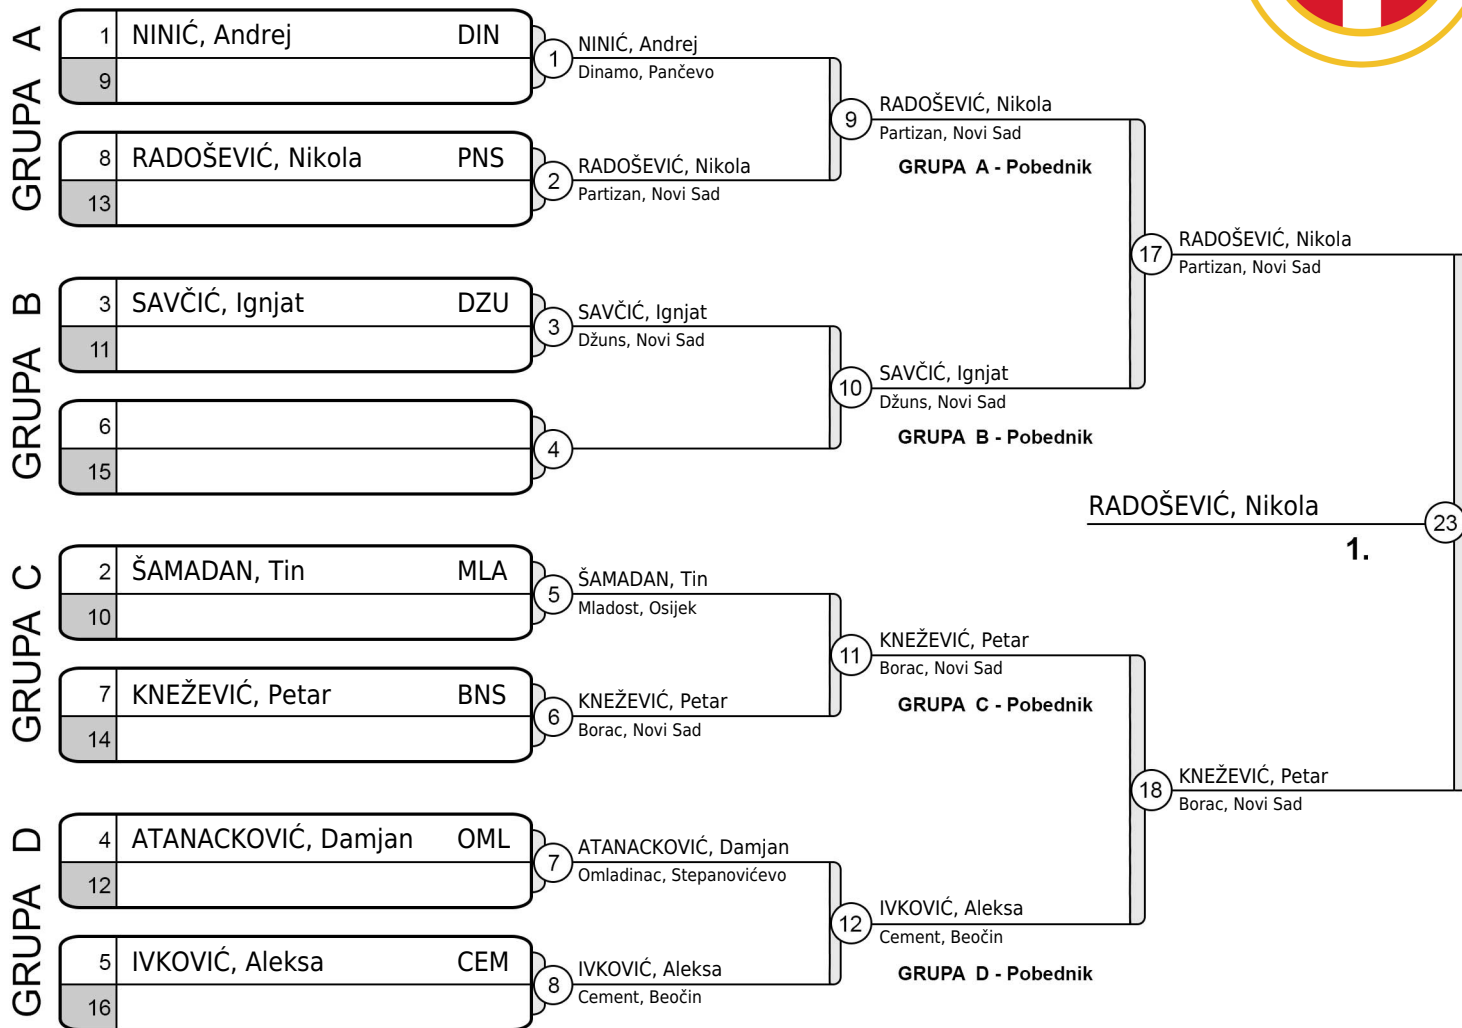 GRUPA A
1 NINIĆ, Andrej DIN
9
8 RADOŠEVIĆ, Nikola PNS
13
GRUPA B
3 SAVČIĆ, Ignjat DZU
11
6
15
GRUPA C
2 ŠAMADAN, Tin MLA
10
7 KNEŽEVIĆ, Petar BNS
14
GRUPA D
4 ATANACKOVIĆ, Damjan OML
12
5 IVKOVIĆ, Aleksa CEM
16
1 NINIĆ, Andrej
Dinamo, Pančevo
2 RADOŠEVIĆ, Nikola
Partizan, Novi Sad
3 SAVČIĆ, Ignjat
Džuns, Novi Sad
4
5 ŠAMADAN, Tin
Mladost, Osijek
6 KNEŽEVIĆ, Petar
Borac, Novi Sad
7 ATANACKOVIĆ, Damjan
Omladinac, Stepanovićevo
8 IVKOVIĆ, Aleksa
Cement, Beočin
9 RADOŠEVIĆ, Nikola
Partizan, Novi Sad
GRUPA A - Pobednik
10 SAVČIĆ, Ignjat
Džuns, Novi Sad
GRUPA B - Pobednik
11 KNEŽEVIĆ, Petar
Borac, Novi Sad
GRUPA C - Pobednik
12 IVKOVIĆ, Aleksa
Cement, Beočin
GRUPA D - Pobednik
17 RADOŠEVIĆ, Nikola
Partizan, Novi Sad
18 KNEŽEVIĆ, Petar
Borac, Novi Sad
RADOŠEVIĆ, Nikola 23
1.